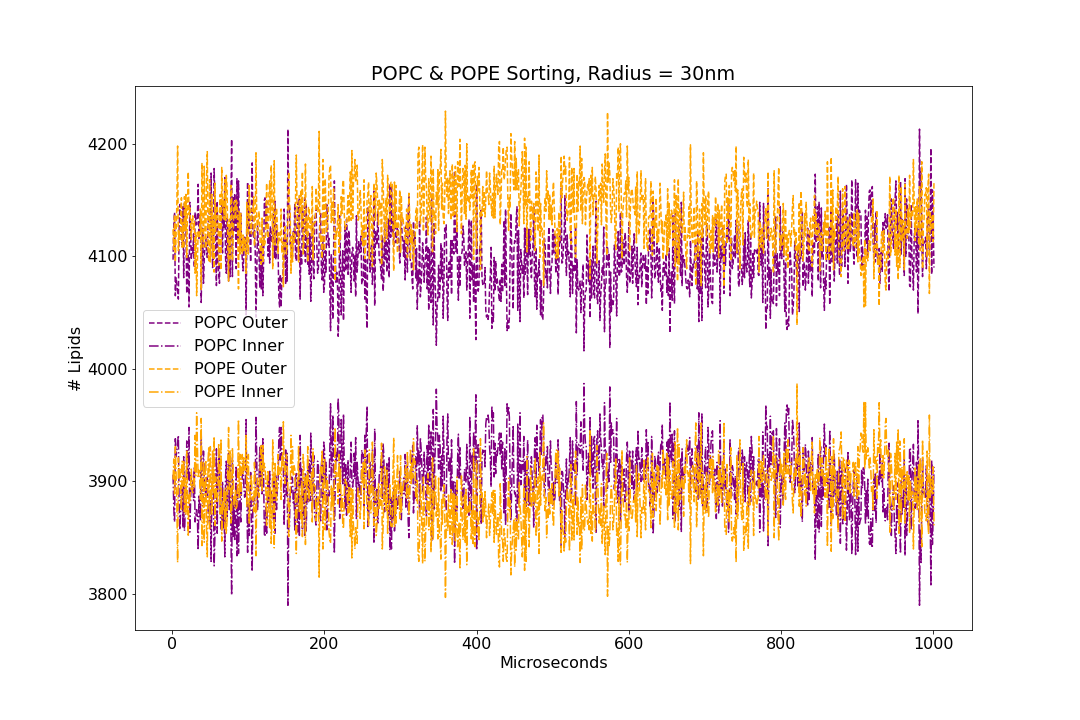 POPC & POPE Sorting, Radius = 30nm
4200
4100
4000
3900
3800
# Lipids
POPC Outer
POPC Inner
POPE Outer
POPE Inner
0 200 400 600 800 1000
Microseconds